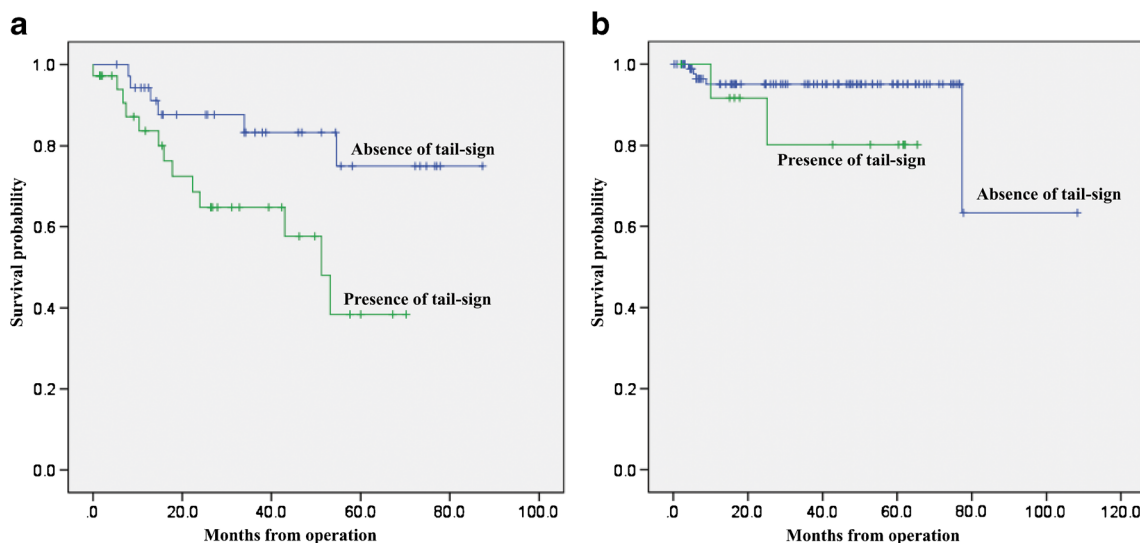 a
1.0
0.8
0.6
0.4
0.2
0.0
Survival probability
Absence of tail-sign
Presence of tail-sign
.0 20.0 40.0 60.0 80.0 100.0
Months from operation
b
1.0
0.8
0.6
0.4
0.2
0.0
Survival probability
Presence of tail-sign
Absence of tail-sign
.0 20.0 40.0 60.0 80.0 100.0 120.0
Months from operation